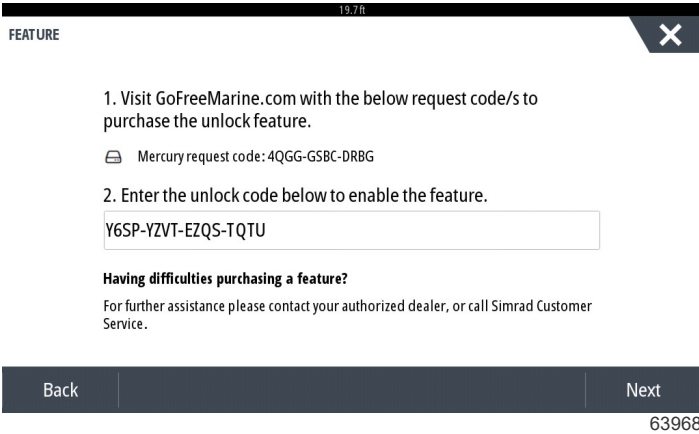 19.7 ft
FEATURE
1. Visit GoFreeMarine.com with the below request code/s to
purchase the unlock feature.
Mercury request code: 4QGG-GSBC-DRBG
2. Enter the unlock code below to enable the feature.
Y6SP-YZVT-EZQS-TQTU
Having difficulties purchasing a feature?
For further assistance please contact your authorized dealer, or call Simrad Customer
Service.
Back
Next
63968